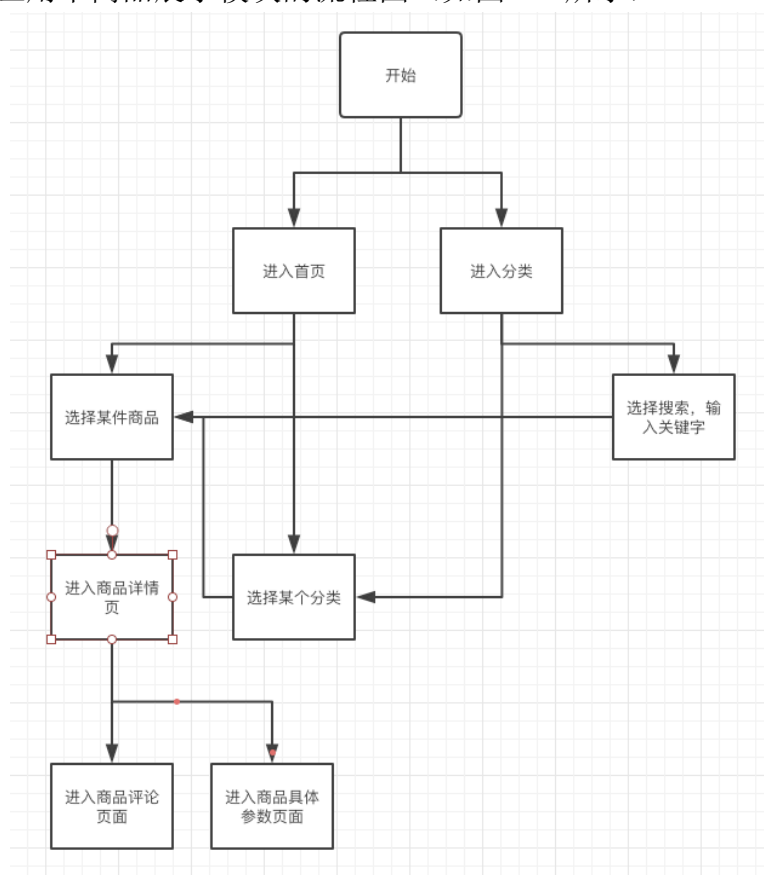 开始
进入首页
进入分类
选择某件商品
选择搜索，输
入关键字
进入商品详情
页
选择某个分类
进入商品评论
页面
进入商品具体
参数页面